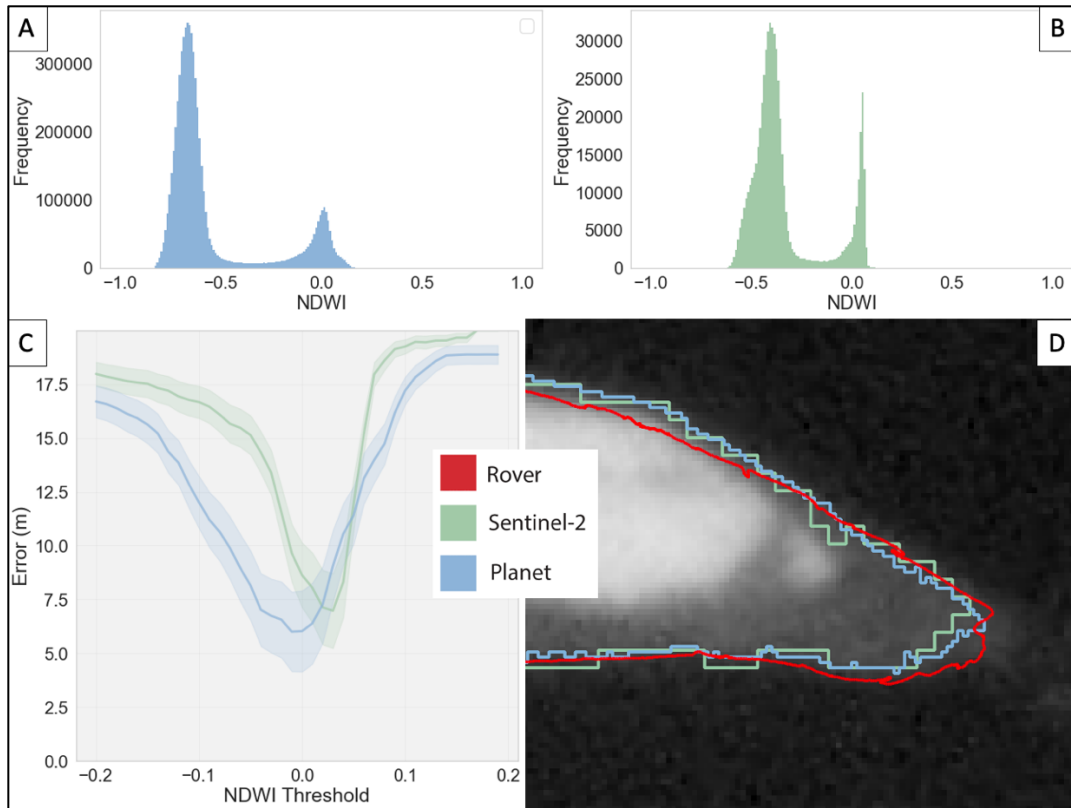 A
Frequency
300000
200000
100000
0
-1.0 -0.5 0.0 0.5 1.0
NDWI
B
Frequency
30000
25000
20000
15000
10000
5000
0
-1.0 -0.5 0.0 0.5 1.0
NDWI
C
Error (m)
17.5
15.0
12.5
10.0
7.5
5.0
2.5
0.0
−0.2 −0.1 0.0 0.1 0.2
NDWI Threshold
Rover
Sentinel-2
Planet
D